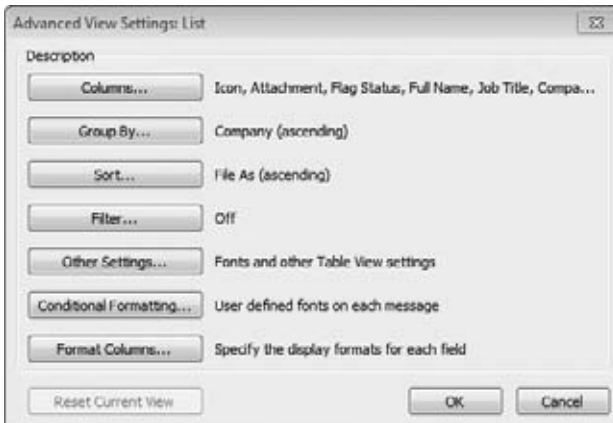 Advanced View Settings: List
Description
Columns... Icon, Attachment, Flag Status, Full Name, Job Title, Compa...
Group By... Company (ascending)
Sort... File As (ascending)
Filter... Off
Other Settings... Fonts and other Table View settings
Conditional Formatting... User defined fonts on each message
Format Columns... Specify the display formats for each field
Reset Current View OK Cancel